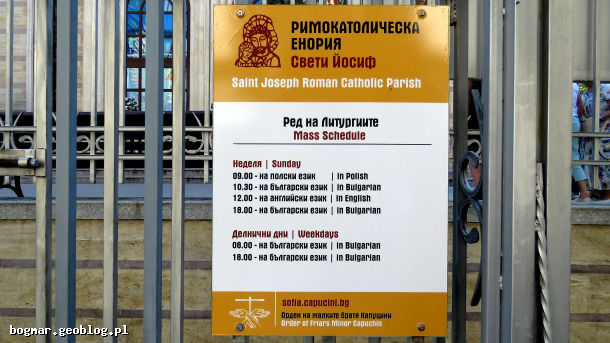 РИМОКАТОЛИЧЕСКА
ЕНОРИЯ
Свети Йосиф
Saint Joseph Roman Catholic Parish
Ред на Литургиите
Mass Schedule
Неделя | Sunday
09.00 - на полски език | in Polish
10.30 - на български език | in Bulgarian
12.00 - на английски език | in English
18.00 - на български език | in Bulgarian
Делнични дни | Weekdays
08.00 - на български език | in Bulgarian
18.00 - на български език | in Bulgarian
sofia.capucini.bg
Орден на малките братя Капуцини
Order of Friars Minor Capuchin
bogmar.geoblog.pl